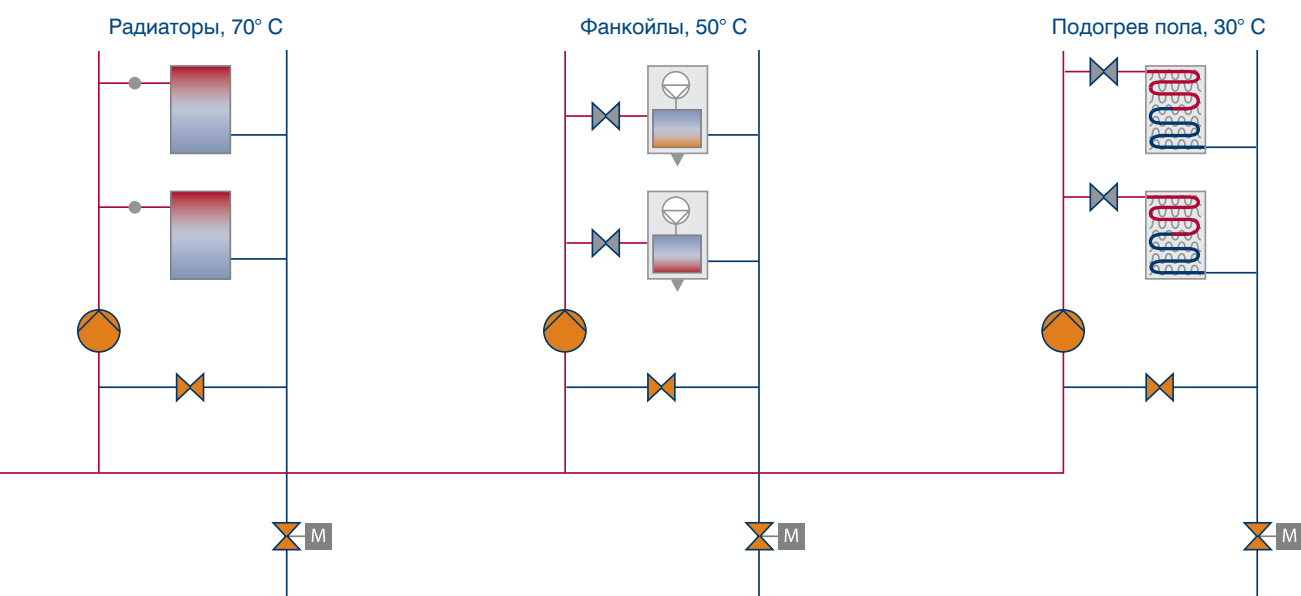 Радиаторы, 70° C
Фанкойлы, 50° C
Подогрев пола, 30° C
M
M
M